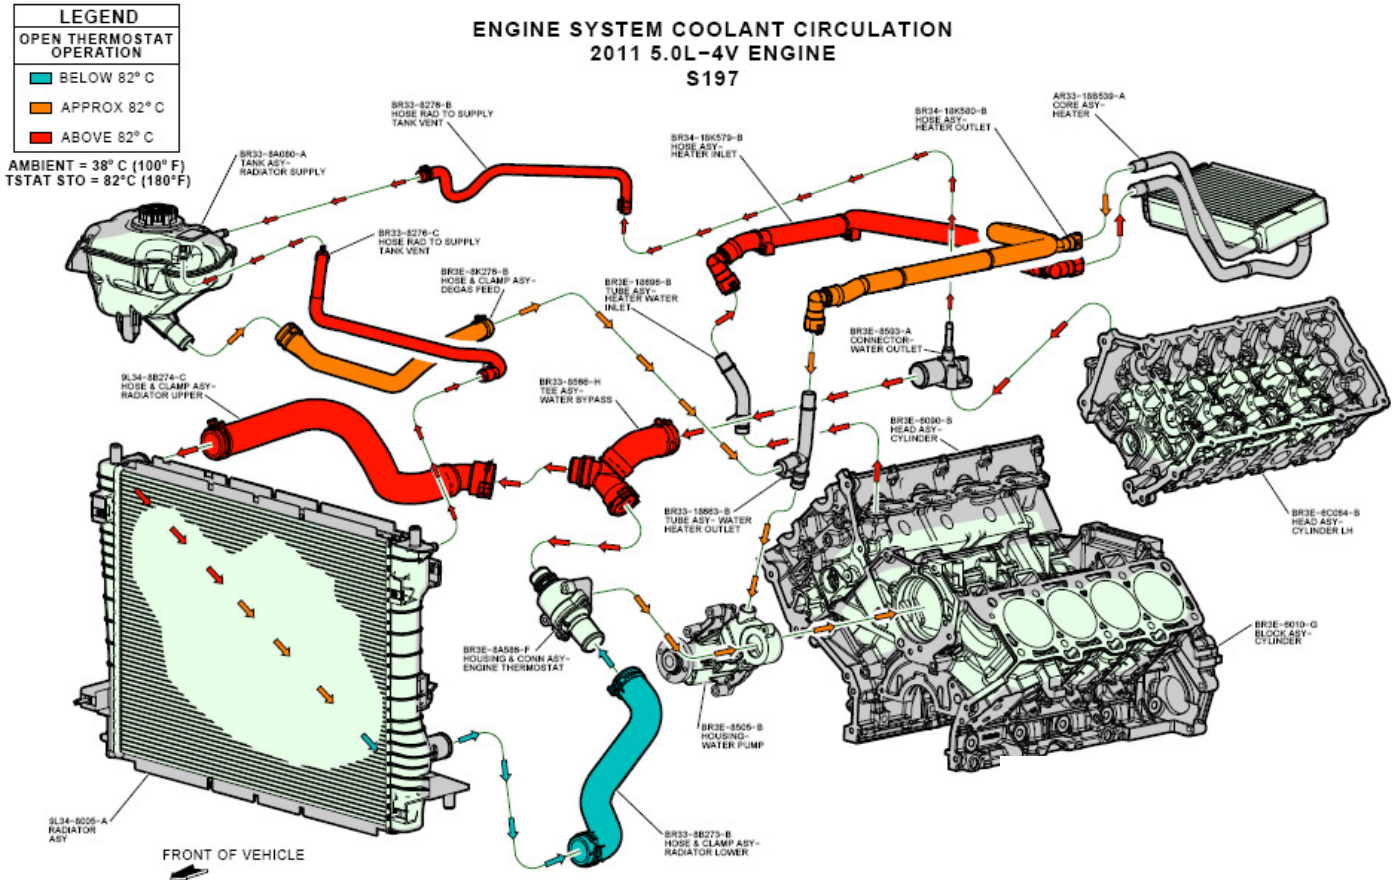 LEGEND
OPEN THERMOSTAT
OPERATION
BELOW 82° C
APPROX 82° C
ABOVE 82° C
AMBIENT = 38° C (100° F)
TSTAT STO = 82°C (180°F)
ENGINE SYSTEM COOLANT CIRCULATION
2011 5.0L-4V ENGINE
S197
BR33-8276-B
HOSE RAD TO SUPPLY
TANK VENT
BR33-8A080-A
TANK ASY-
RADIATOR SUPPLY
BR34-18K579-B
HOSE ASY-
HEATER INLET
BR34-18K580-B
HOSE ASY-
HEATER OUTLET
AR33-18B539-A
CORE ASY-
HEATER
BR33-8276-C
HOSE RAD TO SUPPLY
TANK VENT
BR3E-8K276-B
HOSE & CLAMP ASY-
DEGAS FEED
BR3E-18696-B
TUBE ASY-
HEATER WATER
INLET
BR3E-8593-A
CONNECTOR-
WATER OUTLET
9L34-8B274-C
HOSE & CLAMP ASY-
RADIATOR UPPER
BR33-8566-H
TEE ASY-
WATER BYPASS
BR3E-6090-B
HEAD ASY-
CYLINDER
BR33-18663-B
TUBE ASY- WATER
HEATER OUTLET
BR3E-6C064-B
HEAD ASY-
CYLINDER LH
BR3E-8A586-F
HOUSING & CONN ASY-
ENGINE THERMOSTAT
BR3E-6010-G
BLOCK ASY-
CYLINDER
BR3E-8505-B
HOUSING-
WATER PUMP
9L34-8005-A
RADIATOR
ASY
BR33-8B273-B
HOSE & CLAMP ASY-
RADIATOR LOWER
FRONT OF VEHICLE